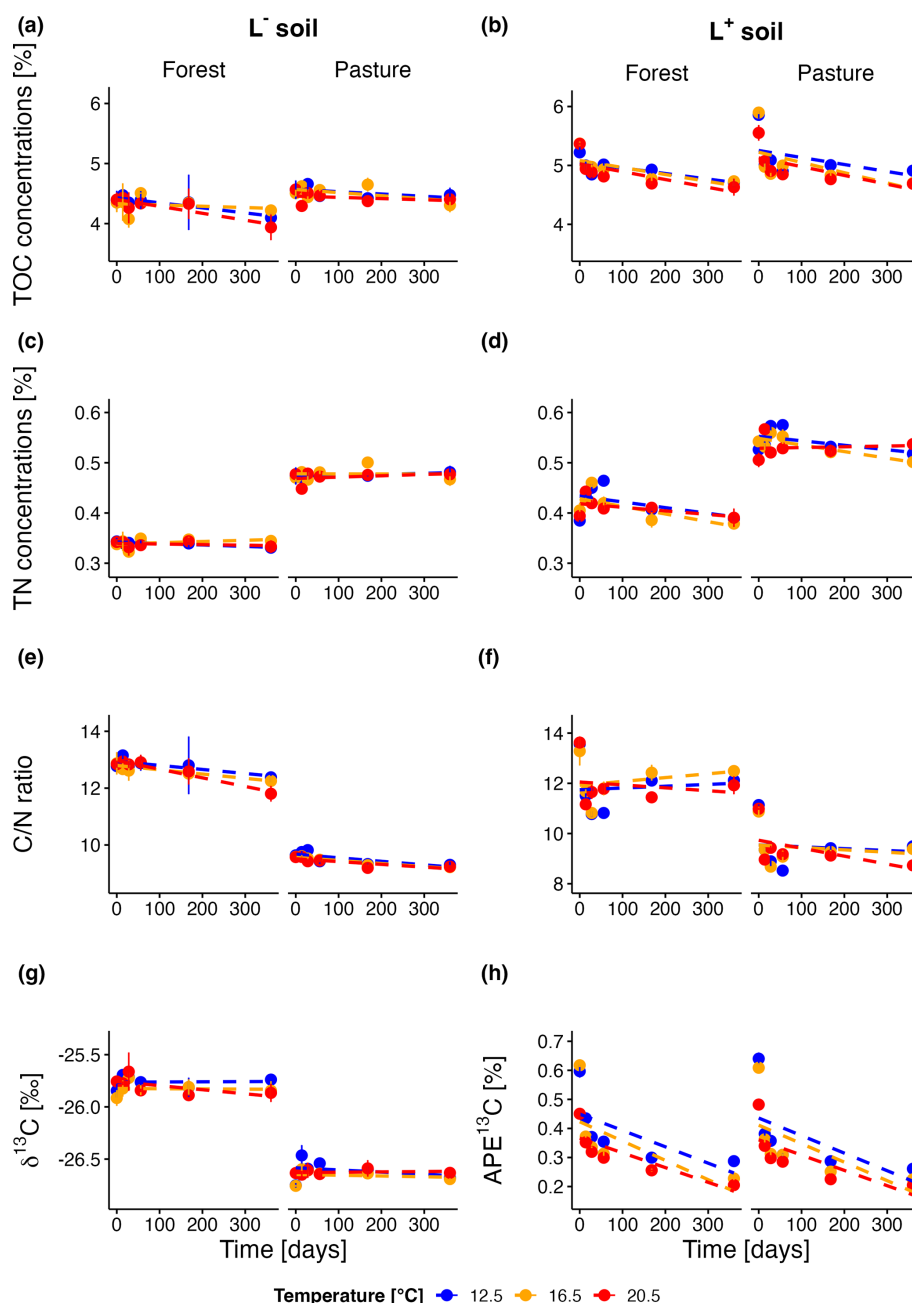 (a) L⁻ soil (b) L⁺ soil
Forest Pasture Forest Pasture
TOC concentrations [%]
6
5
4
0 100 200 300 0 100 200 300
6
5
4
0 100 200 300 0 100 200 300
(c) (d)
TN concentrations [%]
0.6
0.5
0.4
0.3
0 100 200 300 0 100 200 300
0.6
0.5
0.4
0.3
0 100 200 300 0 100 200 300
(e) (f)
C/N ratio
14
12
10
0 100 200 300 0 100 200 300
14
12
10
8
0 100 200 300 0 100 200 300
(g) (h)
δ¹³C [‰]
-25.5
-26.0
-26.5
0 100 200 300 0 100 200 300
Time [days]
APE¹³C [%]
0.7
0.6
0.5
0.4
0.3
0.2
0 100 200 300 0 100 200 300
Time [days]
Temperature [°C] 12.5 16.5 20.5